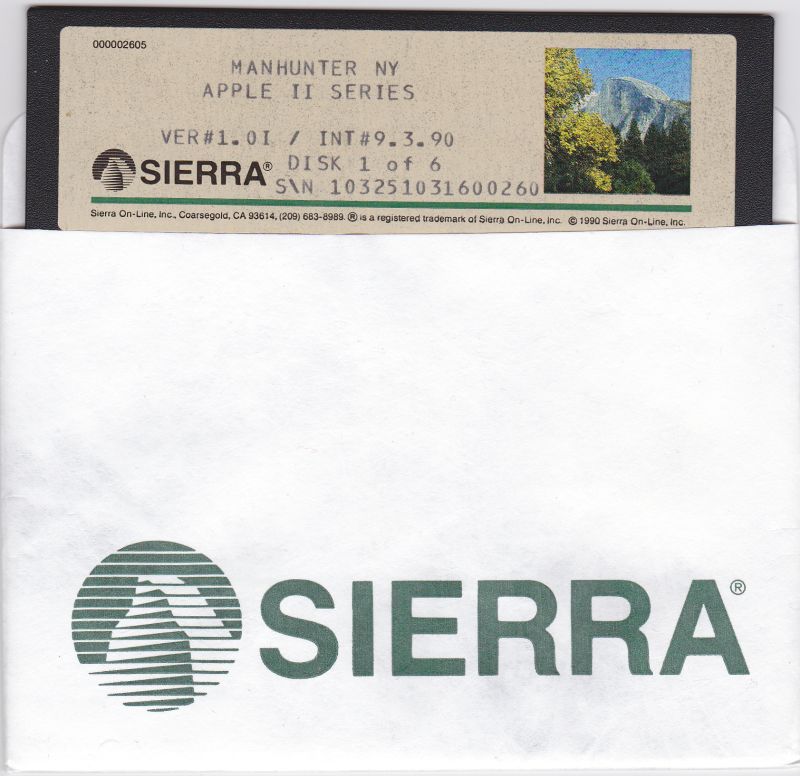 000002605
MANHUNTER NY
APPLE II SERIES
VER#1.0I / INT#9.3.90
SIERRA® DISK 1 of 6
S\N 103251031600260
Sierra On-Line, Inc., Coarsegold, CA 93614, (209) 683-8989. ® is a registered trademark of Sierra On-Line, Inc. © 1990 Sierra On-Line, Inc.
SIERRA®